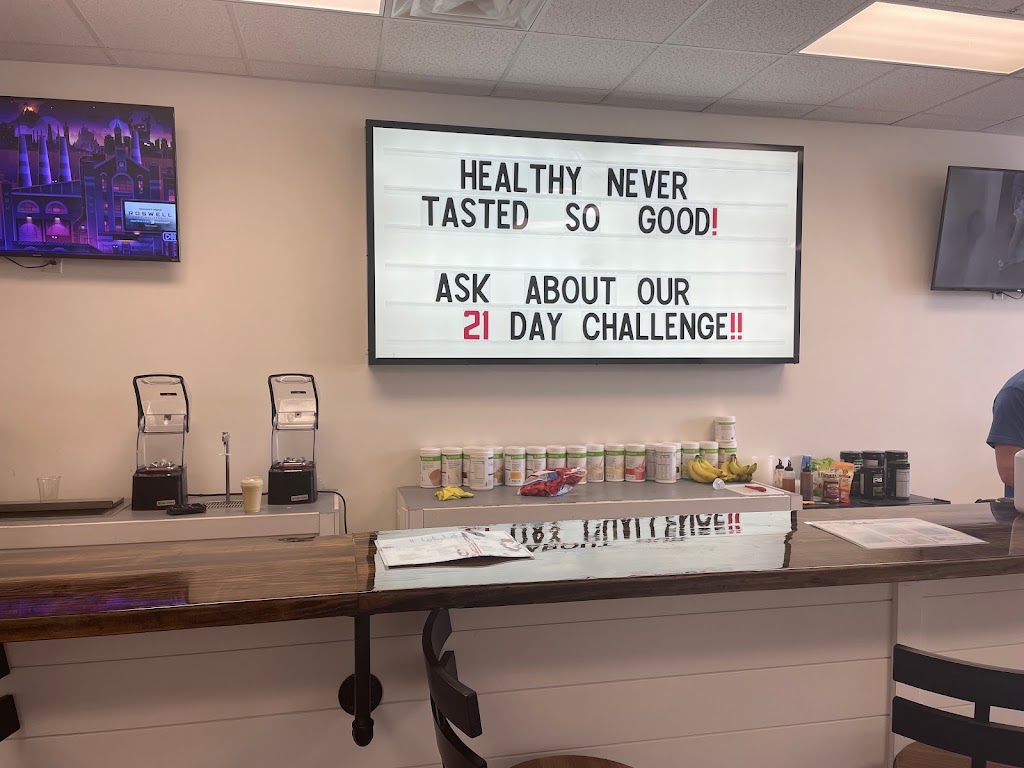 HEALTHY NEVER
TASTED SO GOOD!
ASK ABOUT OUR
21 DAY CHALLENGE!!
ROSWELL